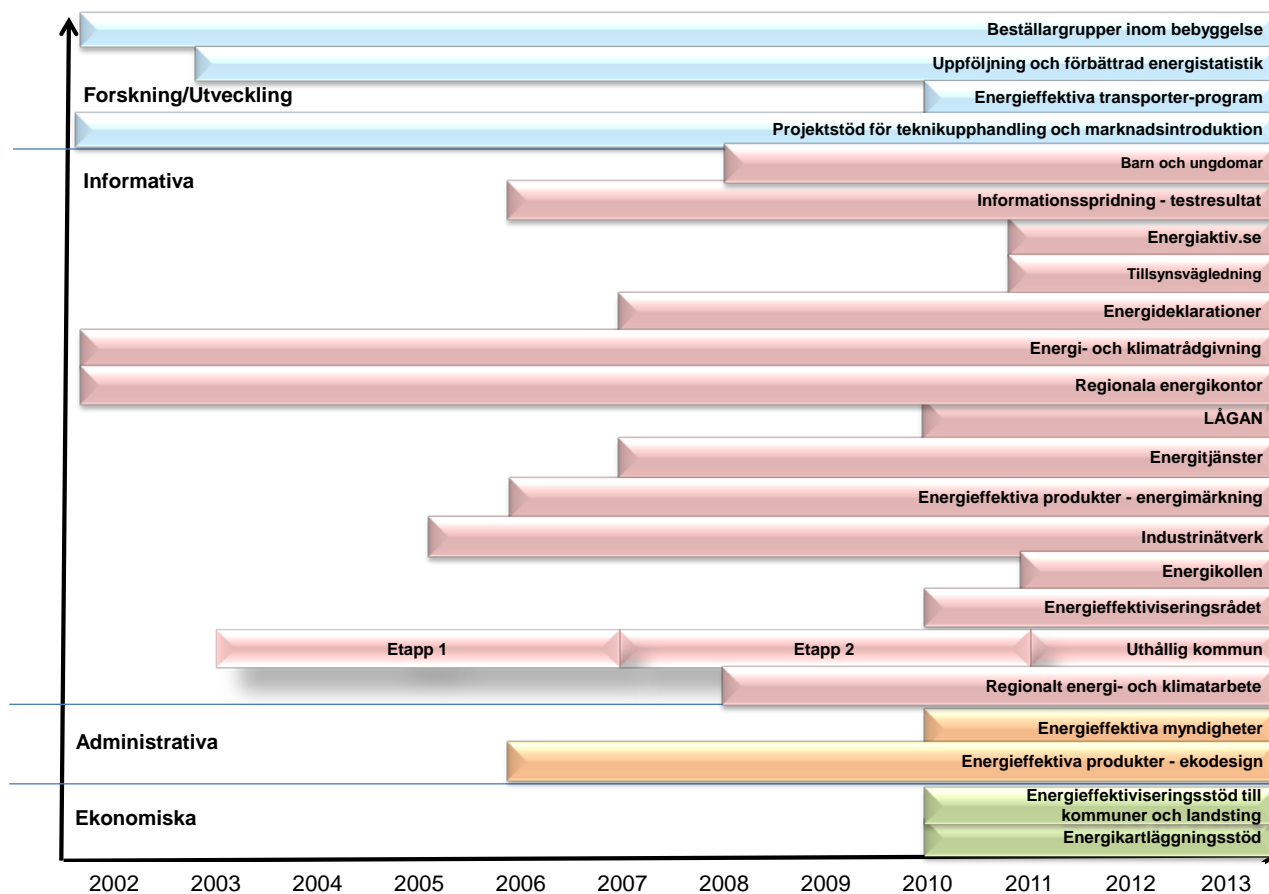 Beställargrupper inom bebyggelse
Uppföljning och förbättrad energistatistik
Forskning/Utveckling
Energieffektiva transporter-program
Projektstöd för teknikupphandling och marknadsintroduktion
Barn och ungdomar
Informativa
Informationsspridning - testresultat
Energiaktiv.se
Tillsynsvägledning
Energideklarationer
Energi- och klimatrådgivning
Regionala energikontor
LÅGAN
Energitjänster
Energieffektiva produkter - energimärkning
Industrinätverk
Energikollen
Energieffektiviseringsrådet
Etapp 1 Etapp 2 Uthållig kommun
Regionalt energi- och klimatarbete
Energieffektiva myndigheter
Administrativa
Energieffektiva produkter - ekodesign
Energieffektiviseringsstöd till
kommuner och landsting
Ekonomiska
Energikartläggningsstöd
2002 2003 2004 2005 2006 2007 2008 2009 2010 2011 2012 2013